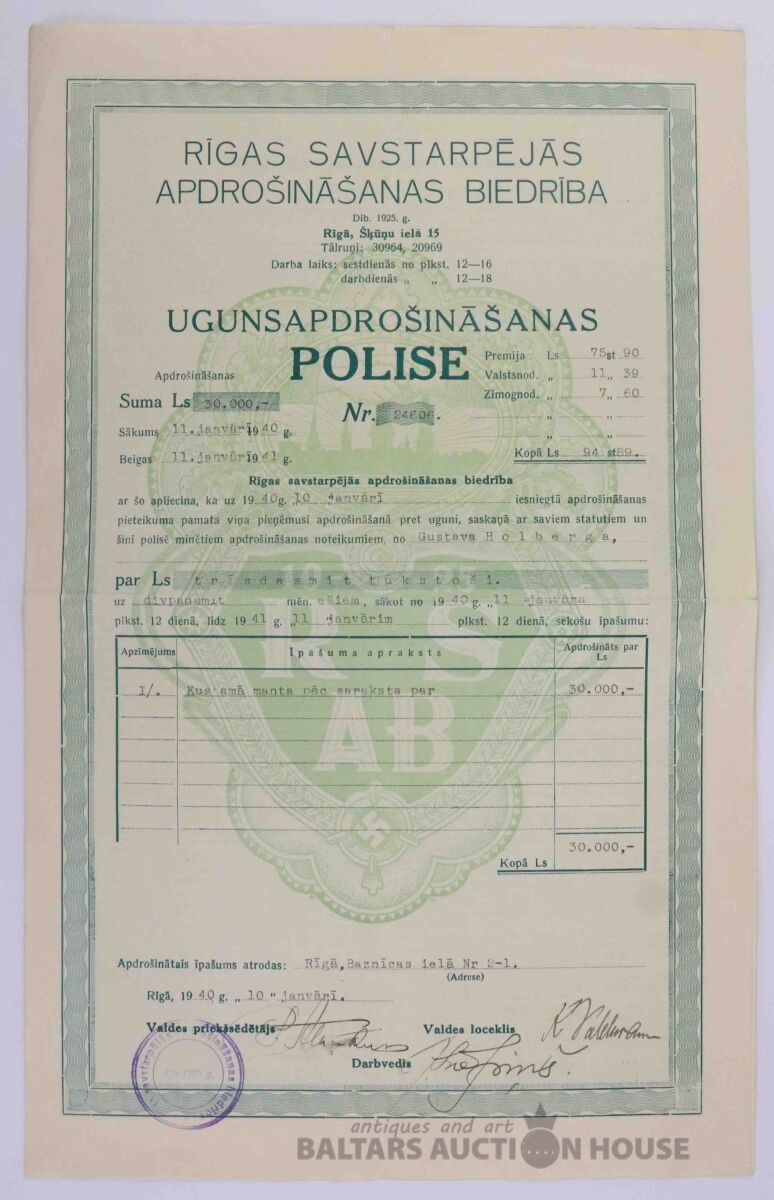 RĪGAS SAVSTARPĒJĀS
APDROŠINĀŠANAS BIEDRĪBA
Dib. 1925. g.
Rīgā, Šķūņu ielā 15
Tālruņi: 30964, 20969
Darba laiks: sestdienās no plkst. 12—16
darbdienās „ „ 12—18
UGUNSAPDROŠINĀŠANAS
POLISE
Premija Ls 75 st 90
Valstsnod. „ 11 „ 39
Zīmognod. „ 7 „ 60
„ „
„ „
Kopā Ls 94 st 89.
Apdrošināšanas
Suma Ls 30.000,-
Nr. 24606.
Sākums 11. janvārī 1940 g.
Beigas 11. janvārī 1941 g.
Rīgas savstarpējās apdrošināšanas biedrība
ar šo apliecina, ka uz 1940 g. „10 janvārī iesniegtā apdrošināšanas
pieteikuma pamata viņa pieņēmusi apdrošināšanā pret uguni, saskaņā ar saviem statutiem un
šinī polisē minētiem apdrošināšanas noteikumiem, no Gustava Holberga,
par Ls trīsdesmit tūkstoši.
uz divpadsmit mēn. ešiem, sākot no 1940 g. „11 janvāra
plkst. 12 dienā, līdz 1941 g. „11 janvārim plkst. 12 dienā, sekošu īpašumu:
Apzīmējums Īpašuma apraksts Apdrošināts par Ls
I/. Kustamā manta pēc saraksta par 30.000,-
RS
AB
Kopā Ls 30.000,-
Apdrošinātais īpašums atrodas: Rīgā, Baznīcas ielā Nr 2-1.
(Adrese)
Rīgā, 1940 g. „10" janvārī.
Valdes priekšsēdētājs Valdes loceklis
Darbvedis
antiques and art
BALTARS AUCTION HOUSE